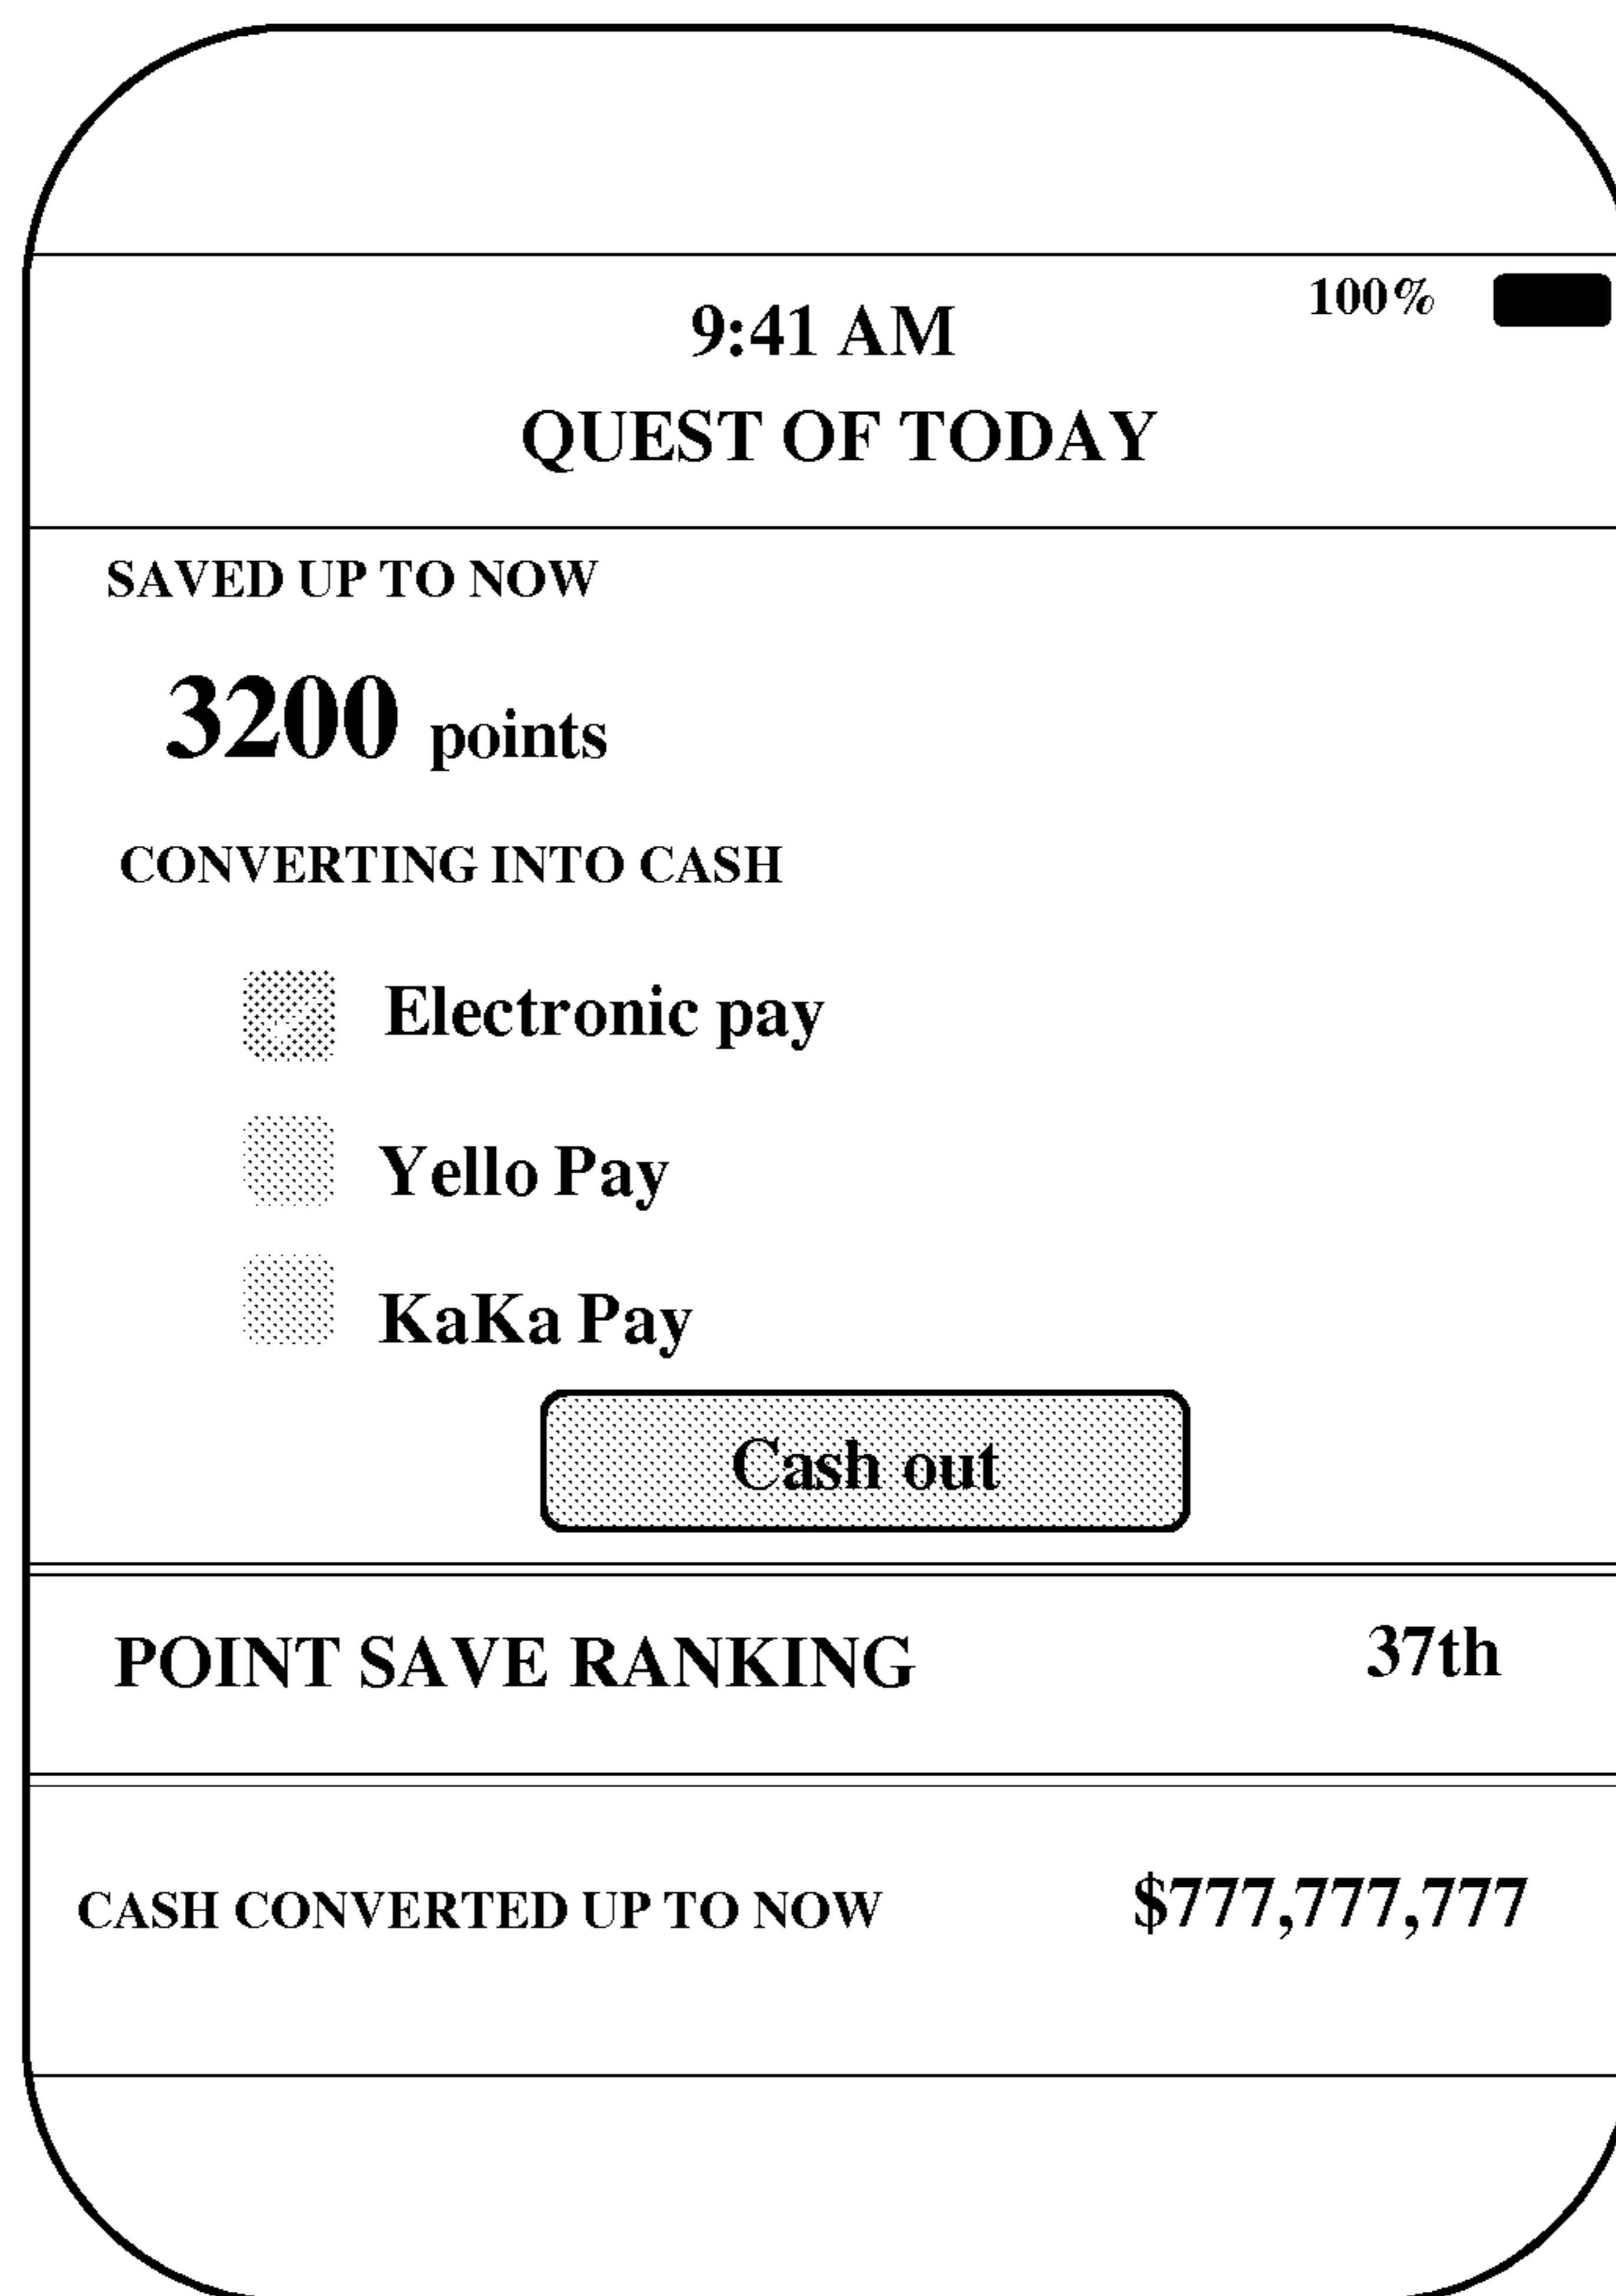 100%
9:41 AM
QUEST OF TODAY
SAVED UP TO NOW
3200 points
CONVERTING INTO CASH
Electronic pay
Yello Pay
KaKa Pay
Cash out
POINT SAVE RANKING 37th
CASH CONVERTED UP TO NOW $777,777,777